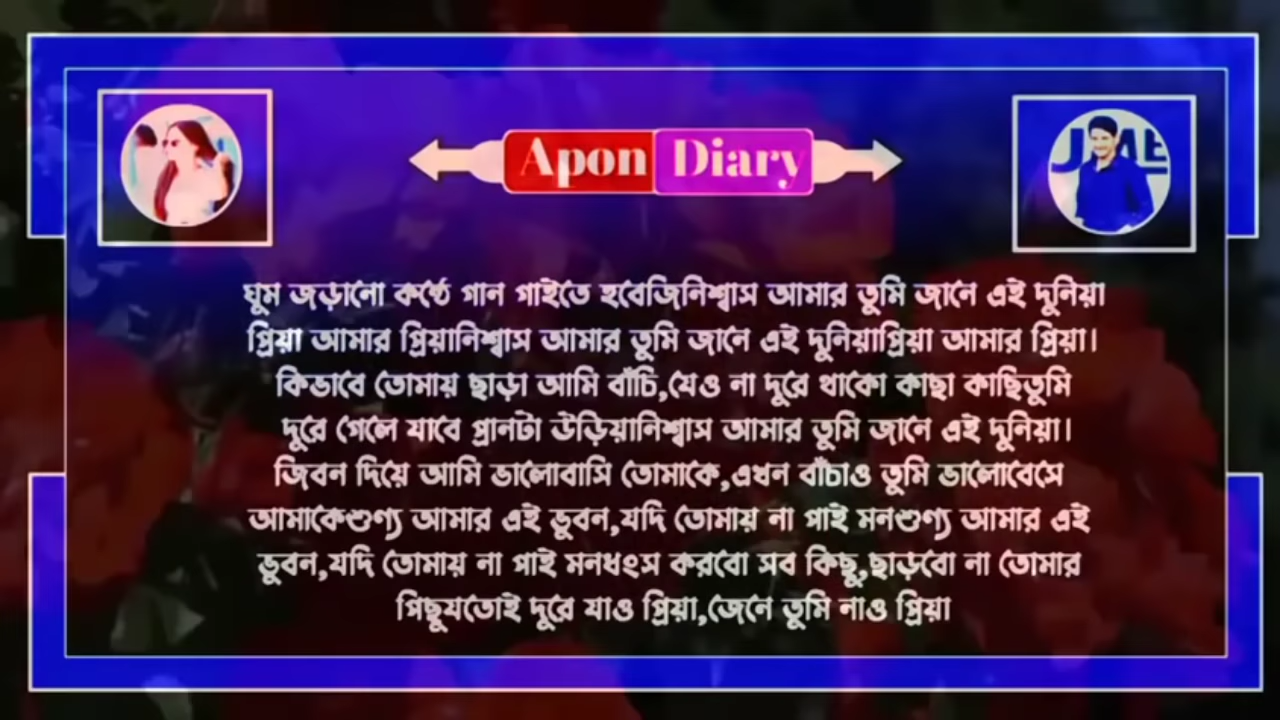 Apon Diary
ঘুম জড়ানো কন্ঠে গান গাইতে হবেজিনিশ্বাস আমার তুমি জানে এই দুনিয়া
প্রিয়া আমার প্রিয়ানিশ্বাস আমার তুমি জানে এই দুনিয়াপ্রিয়া আমার প্রিয়া।
কিভাবে তোমায় ছাড়া আমি বাঁচি,যেও না দুরে থাকো কাছা কাছিতুমি
দুরে গেলে যাবে প্রানটা উড়িয়ানিশ্বাস আমার তুমি জানে এই দুনিয়া।
জিবন দিয়ে আমি ভালোবাসি তোমাকে,এখন বাঁচাও তুমি ভালোবেসে
আমাকেশুণ্য আমার এই ভুবন,যদি তোমায় না পাই মনশুণ্য আমার এই
ভুবন,যদি তোমায় না পাই মনধংস করবো সব কিছু,ছাড়বো না তোমার
পিছুযতোই দুরে যাও প্রিয়া,জেনে তুমি নাও প্রিয়া